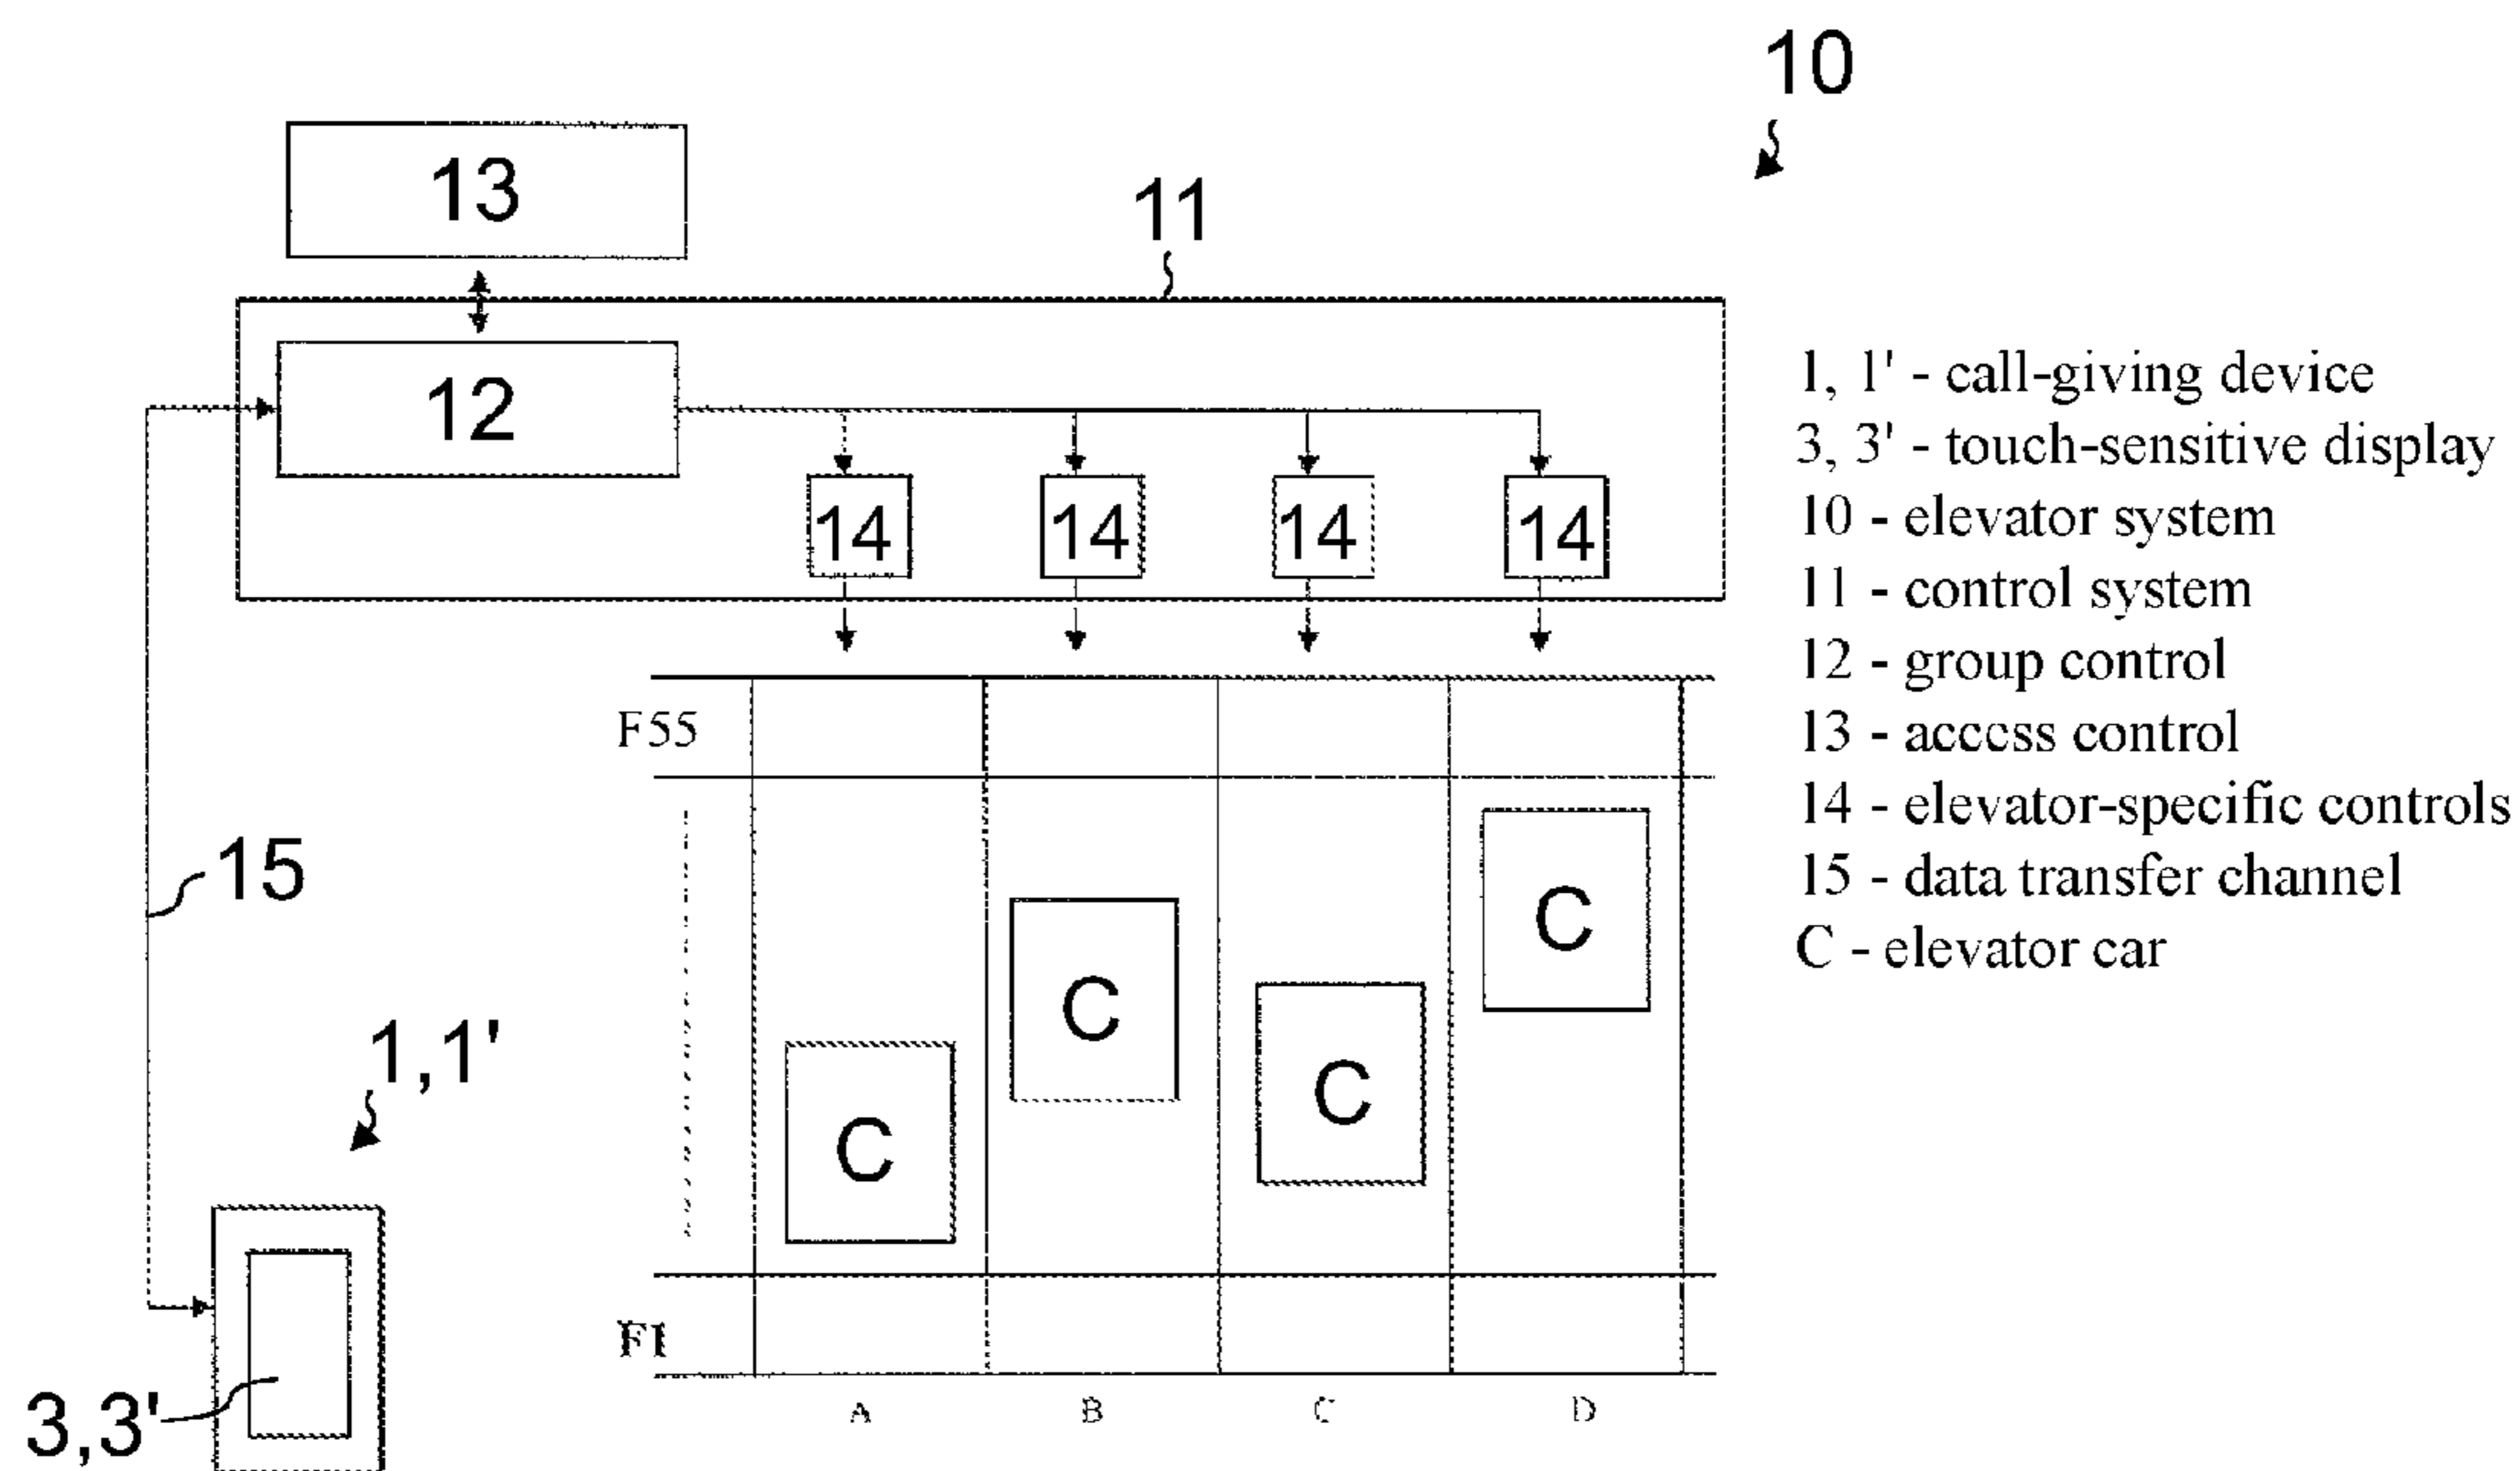 10
13
11
12
14 14 14 14
F55
15
C
C
C
C
1,1'
F1
3,3'
A B C D
1, 1' - call-giving device
3, 3' - touch-sensitive display
10 - elevator system
11 - control system
12 - group control
13 - access control
14 - elevator-specific controls
15 - data transfer channel
C - elevator car